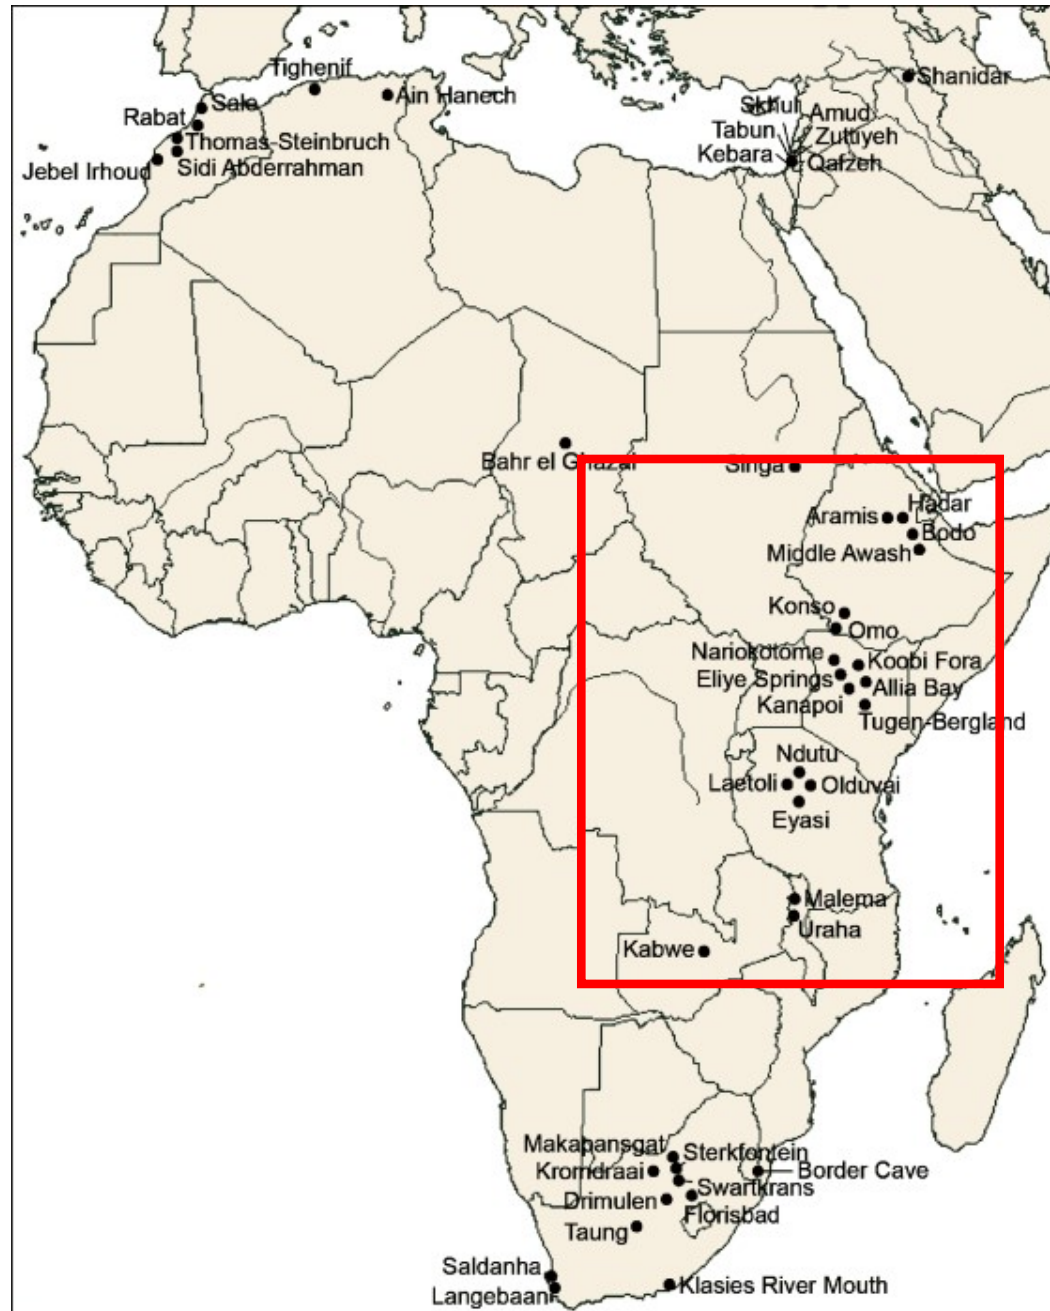 Tighenif
Shanidar
Ain Hanech
Sale
Skhul
Amud
Rabat
Tabun
Zuttuyeh
Thomas-Steinbruch
Kebara
Qafzeh
Jebel Irhoud
Sidi Abderrahman
Bahr el Ghazal
Singa
Hadar
Aramis
Bodo
Middle Awash
Konso
Omo
Nariokotome
Koobi Fora
Eliye Springs
Allia Bay
Kanapoi
Tugen-Bergland
Ndutu
Laetoli
Olduvai
Eyasi
Malema
Uraha
Kabwe
Makapansgat
Sterkfontein
Kromdraai
Border Cave
Swartkrans
Drimulen
Florisbad
Taung
Saldanha
Langebaan
Klasies River Mouth